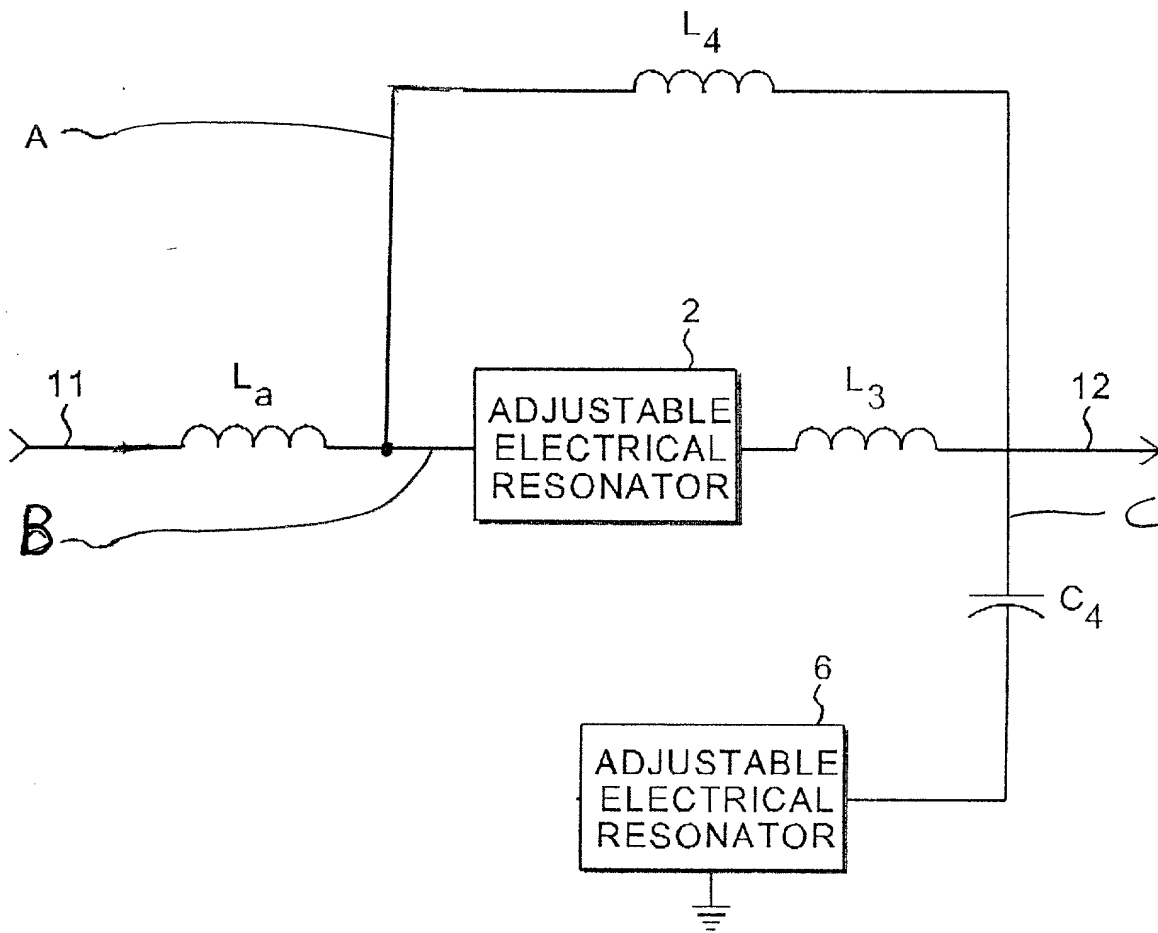 L4
A
2
11
La
ADJUSTABLE
ELECTRICAL
RESONATOR
L3
12
B
C
C4
6
ADJUSTABLE
ELECTRICAL
RESONATOR